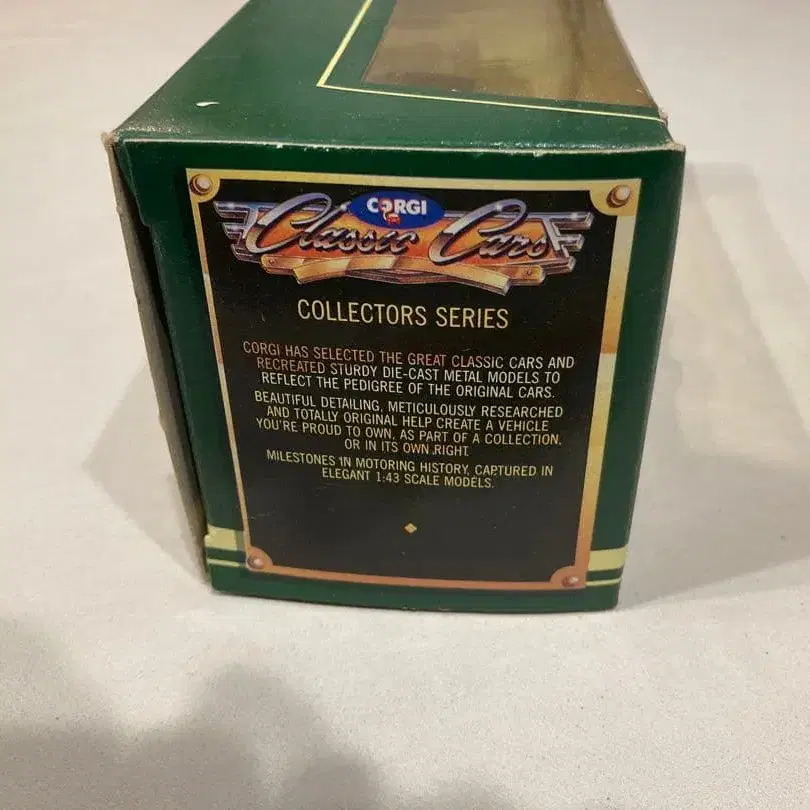 CORGI
Classic Cars
COLLECTORS SERIES
CORGI HAS SELECTED THE GREAT CLASSIC CARS AND
RECREATED STURDY DIE-CAST METAL MODELS TO
REFLECT THE PEDIGREE OF THE ORIGINAL CARS.
BEAUTIFUL DETAILING, METICULOUSLY RESEARCHED
AND TOTALLY ORIGINAL HELP CREATE A VEHICLE
YOU'RE PROUD TO OWN, AS PART OF A COLLECTION,
OR IN ITS OWN RIGHT.
MILESTONES IN MOTORING HISTORY, CAPTURED IN
ELEGANT 1:43 SCALE MODELS.